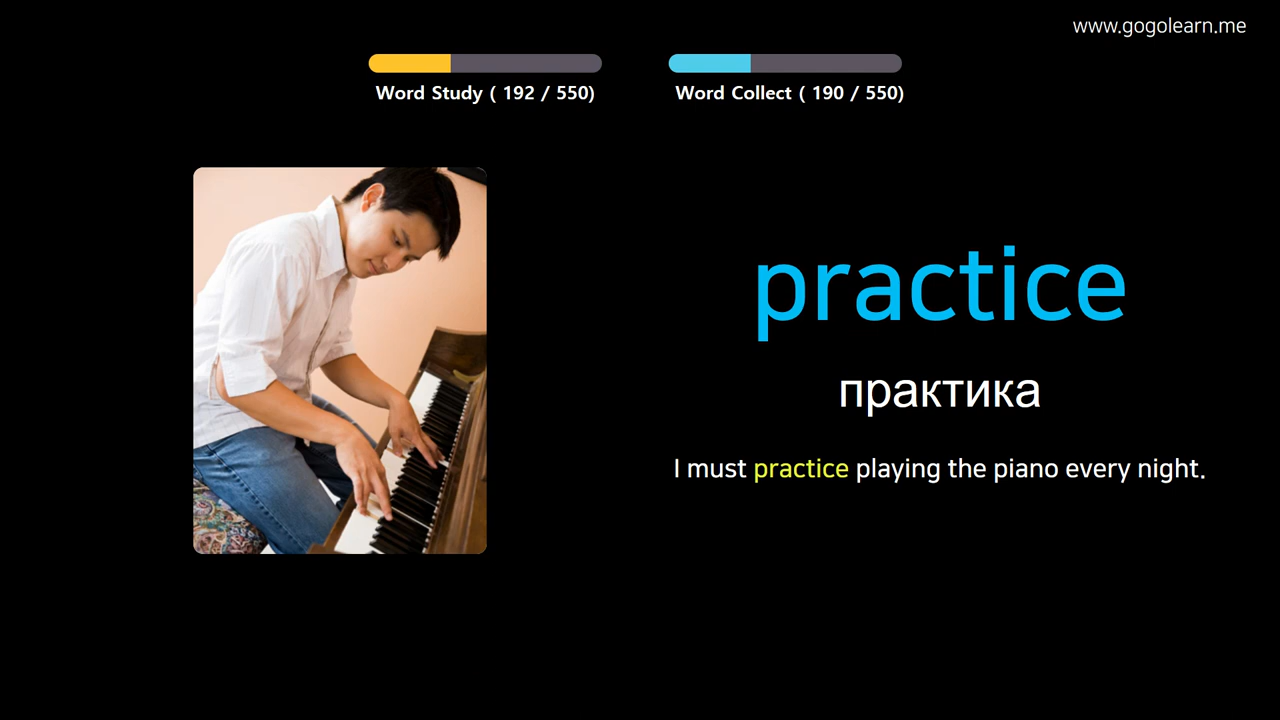 www.gogolearn.me
Word Study ( 192 / 550)
Word Collect ( 190 / 550)
practice
практика
I must practice playing the piano every night.